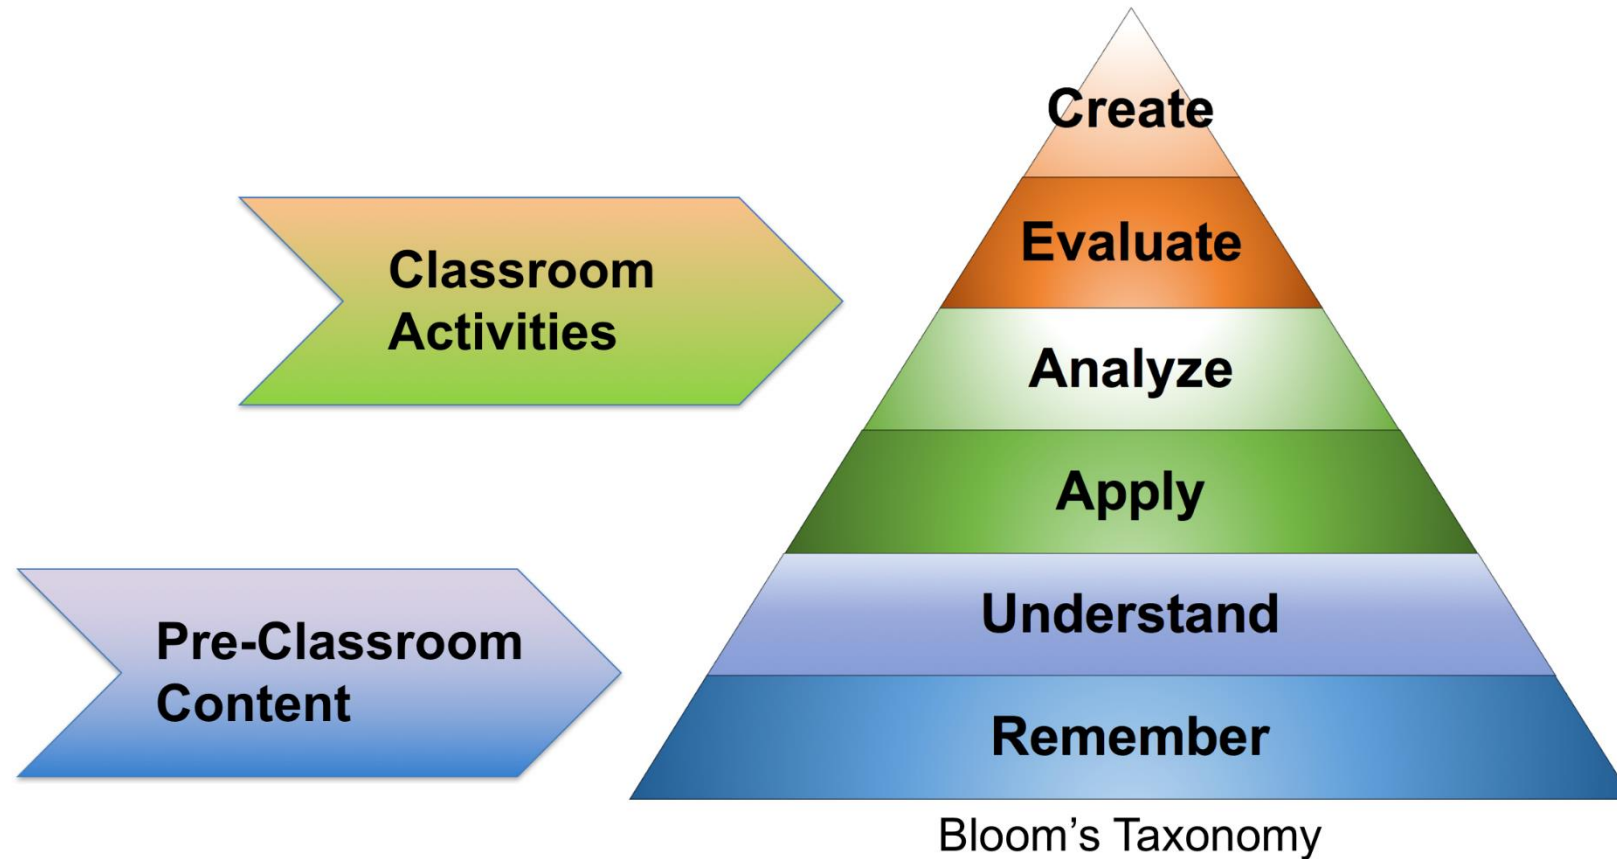 Create
Evaluate
Classroom
Activities
Analyze
Apply
Understand
Pre-Classroom
Content
Remember
Bloom’s Taxonomy